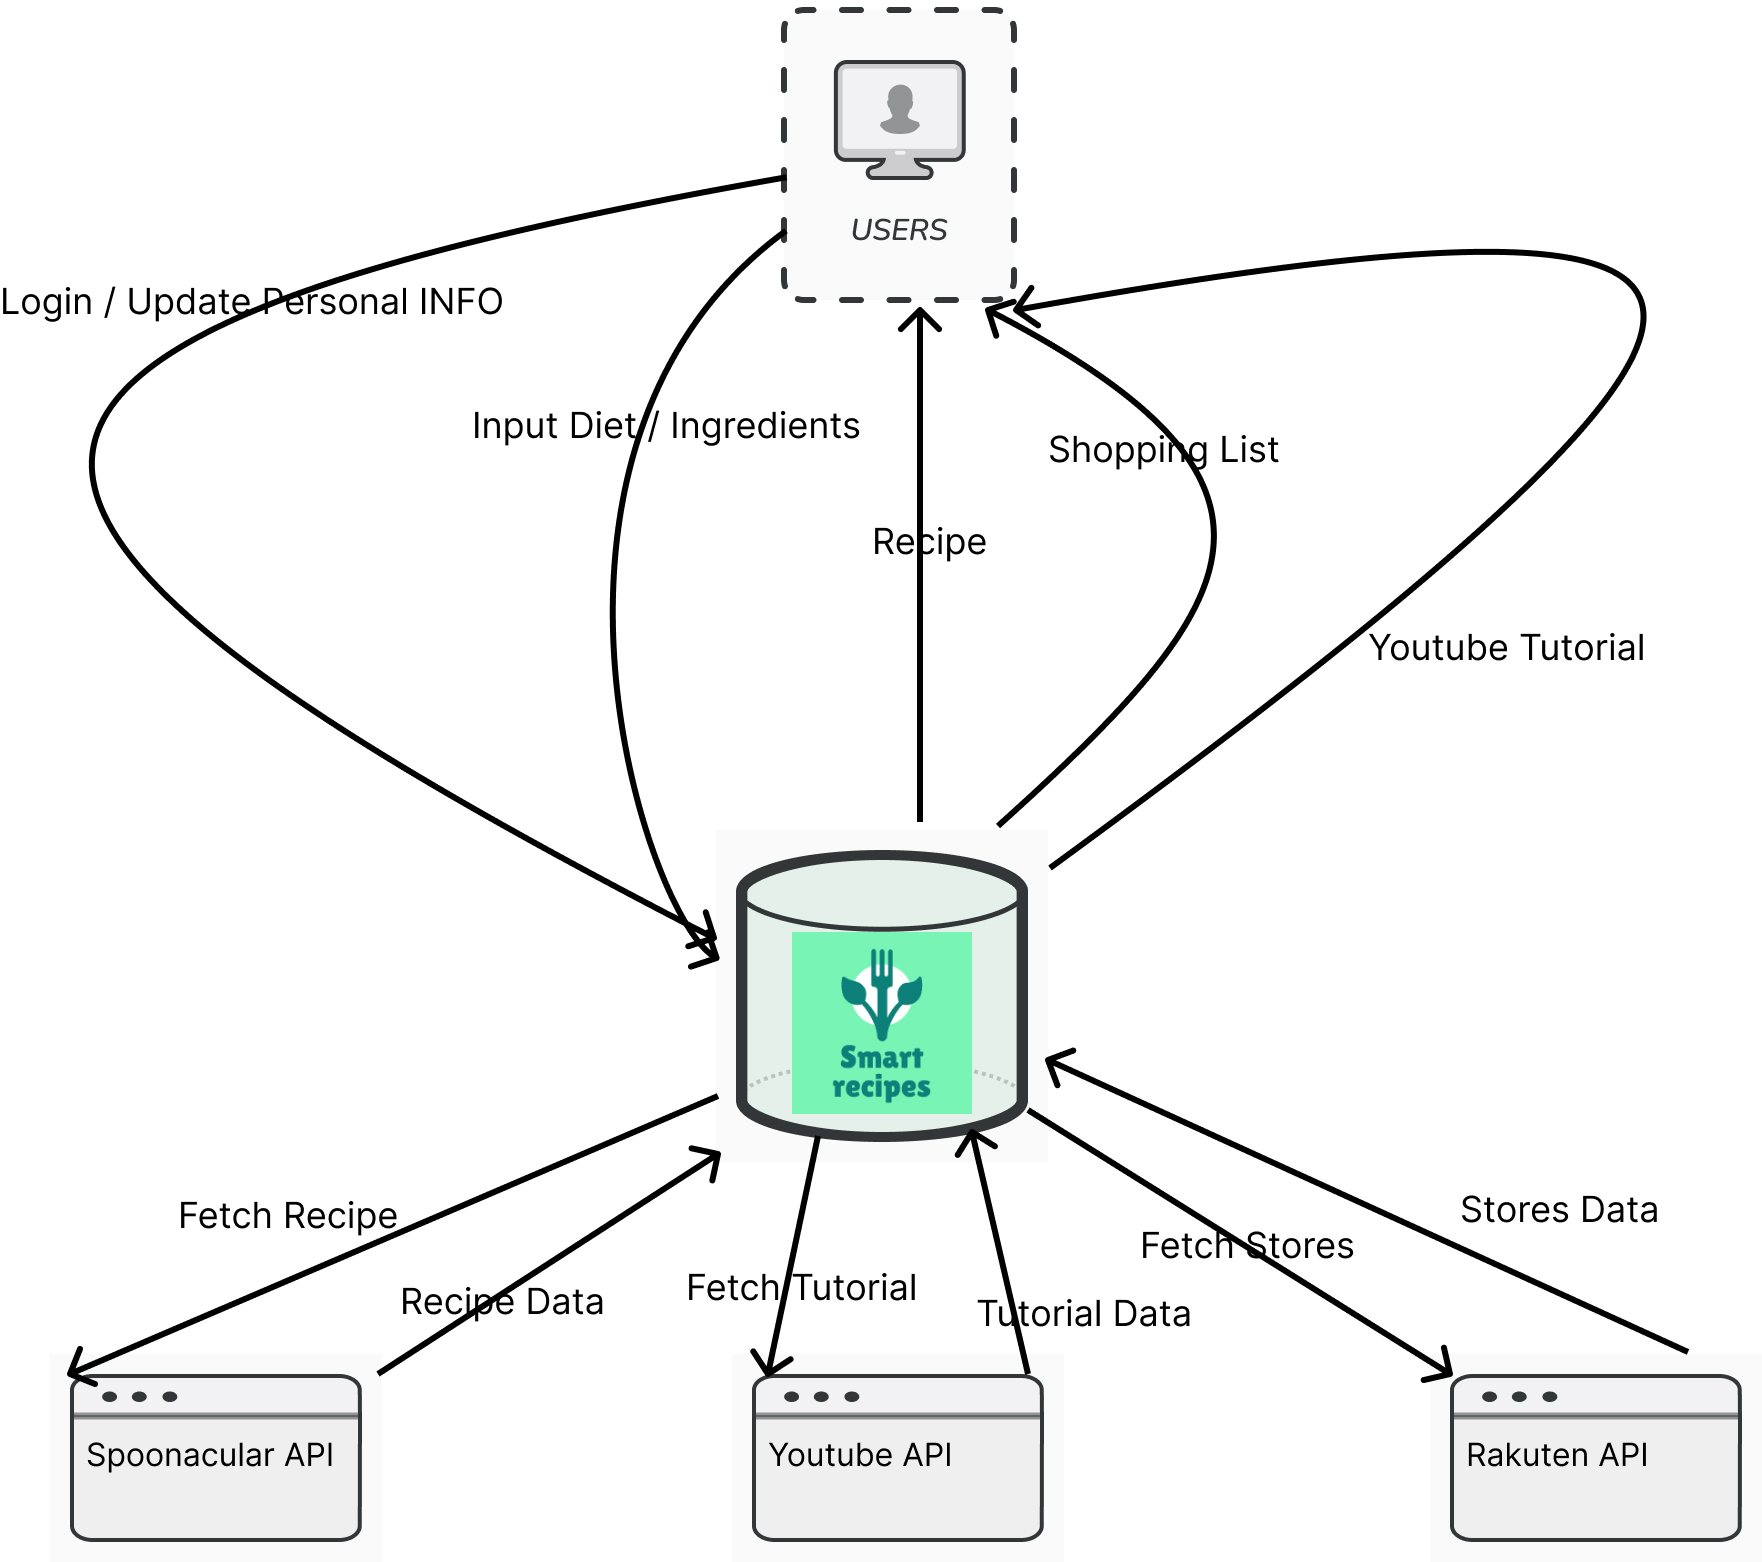 USERS
Login / Update Personal INFO
Input Diet / Ingredients
Shopping List
Recipe
Youtube Tutorial
Smart
recipes
Fetch Recipe
Stores Data
Fetch Stores
Recipe Data
Fetch Tutorial
Tutorial Data
Spoonacular API
Youtube API
Rakuten API